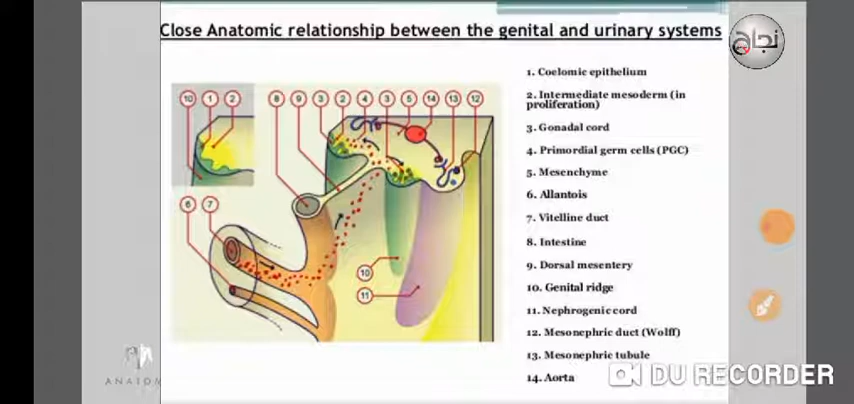 Close Anatomic relationship between the genital and urinary systems
نجاح
1. Coelomic epithelium
2. Intermediate mesoderm (in
proliferation)
3. Gonadal cord
4. Primordial germ cells (PGC)
5. Mesenchyme
6. Allantois
7. Vitelline duct
8. Intestine
9. Dorsal mesentery
10. Genital ridge
11. Nephrogenic cord
12. Mesonephric duct (Wolff)
13. Mesonephric tubule
14. Aorta
10 1 2 8 9 3 2 4 3 5 14 13 12
6 7
10
11
ANATOM
DU RECORDER